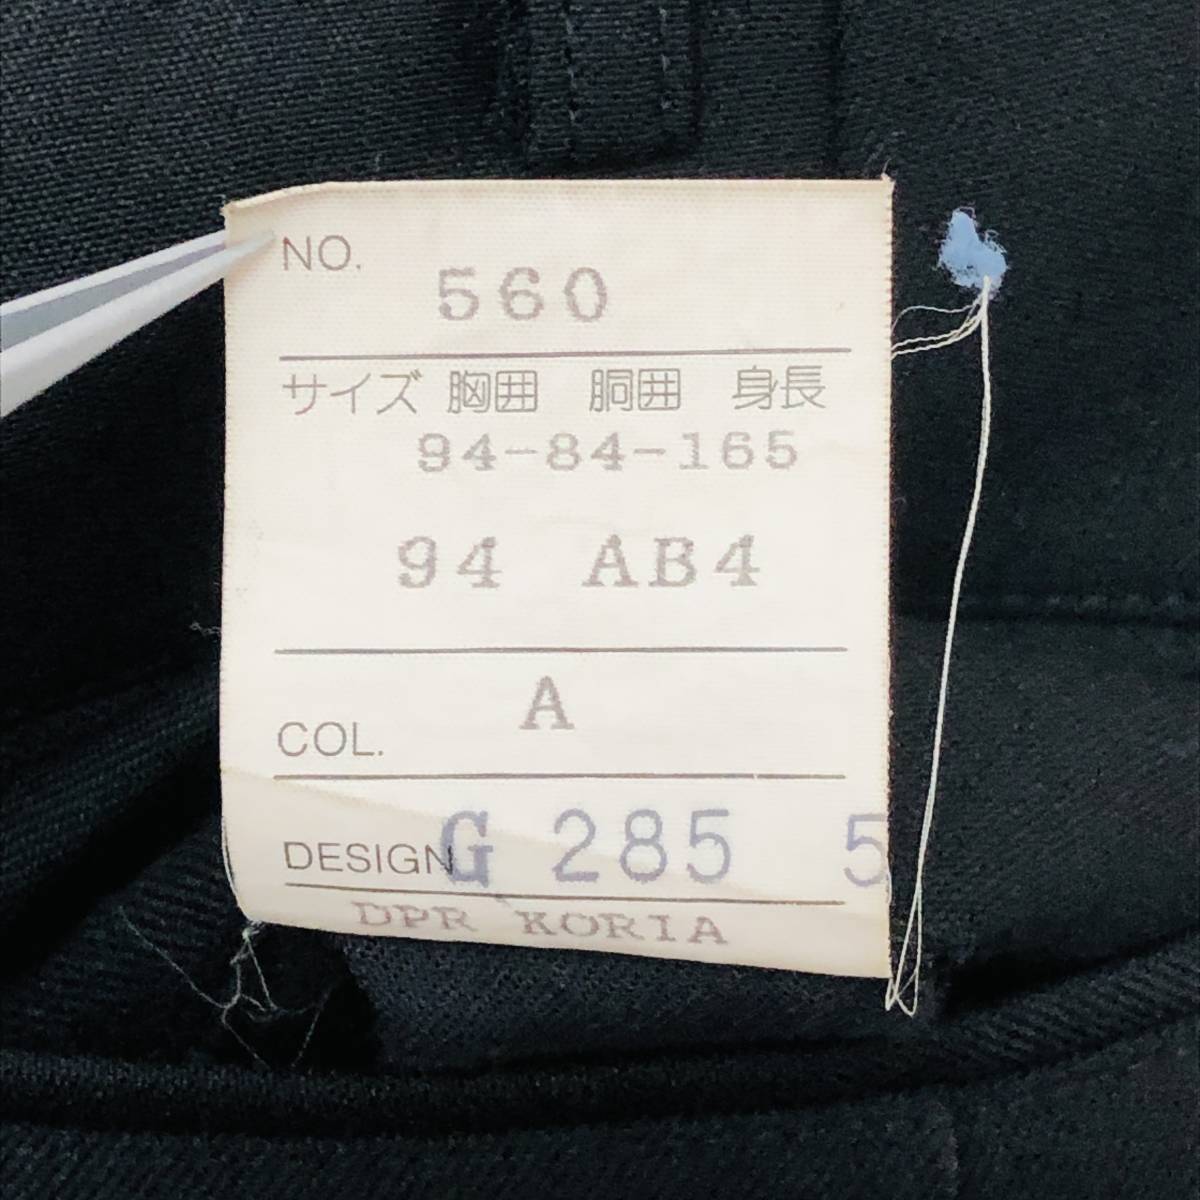 NO.
560
サイズ 胸囲 胴囲 身長
94-84-165
94 AB4
A
COL.
DESIGN G 285 5
DPR KORIA